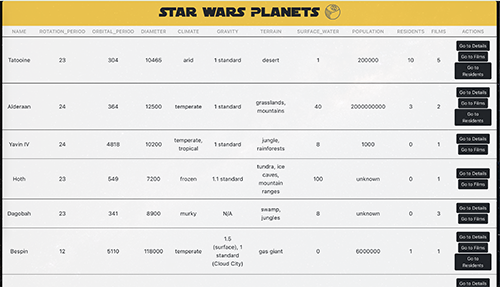 STAR WARS PLANETS
NAME ROTATION_PERIOD ORBITAL_PERIOD DIAMETER CLIMATE GRAVITY TERRAIN SURFACE_WATER POPULATION RESIDENTS FILMS ACTIONS
Tatooine 23 304 10465 arid 1 standard desert 1 200000 10 5 Go to Details
Go to Films
Go to
Residents
Alderaan 24 364 12500 temperate 1 standard grasslands,
mountains 40 2000000000 3 2 Go to Details
Go to Films
Go to
Residents
Yavin IV 24 4818 10200 temperate,
tropical 1 standard jungle,
rainforests 8 1000 0 1 Go to Details
Go to Films
Hoth 23 549 7200 frozen 1.1 standard tundra, ice
caves,
mountain
ranges 100 unknown 0 1 Go to Details
Go to Films
Dagobah 23 341 8900 murky N/A swamp,
jungles 8 unknown 0 3 Go to Details
Go to Films
Bespin 12 5110 118000 temperate 1.5
(surface), 1
standard
(Cloud City) gas giant 0 6000000 1 1 Go to Details
Go to Films
Go to
Residents
Go to Details